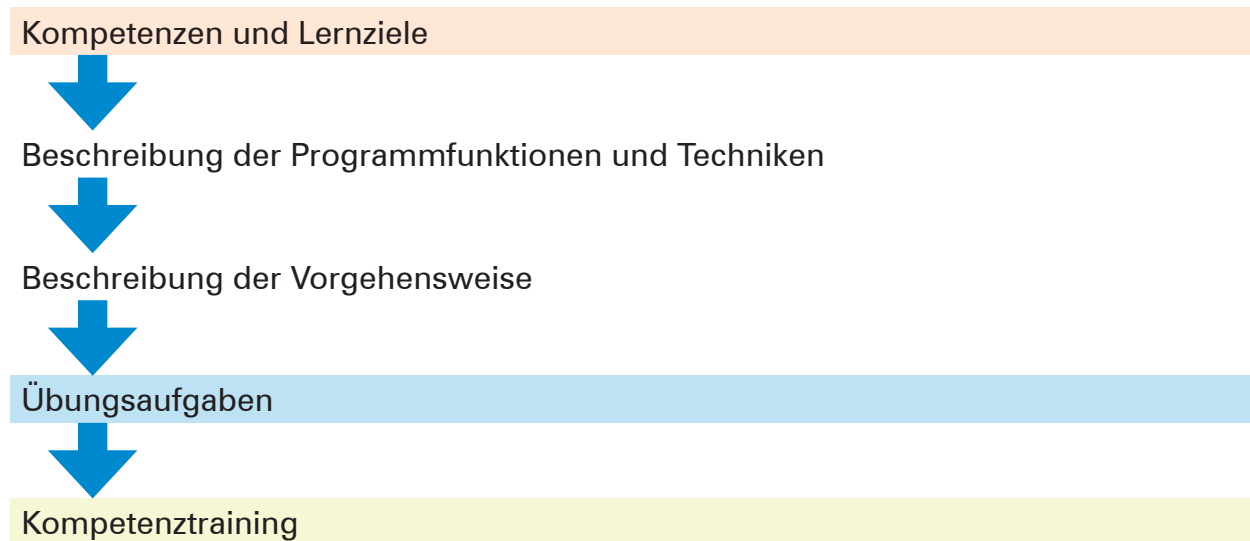 Kompetenzen und Lernziele
Beschreibung der Programmfunktionen und Techniken
Beschreibung der Vorgehensweise
Übungsaufgaben
Kompetenztraining